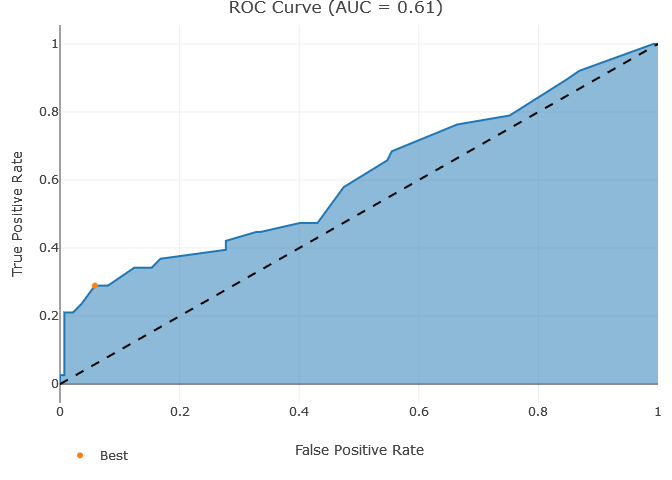 ROC Curve (AUC = 0.61)
True Positive Rate
1
0.8
0.6
0.4
0.2
0
0 0.2 0.4 0.6 0.8 1
False Positive Rate
Best